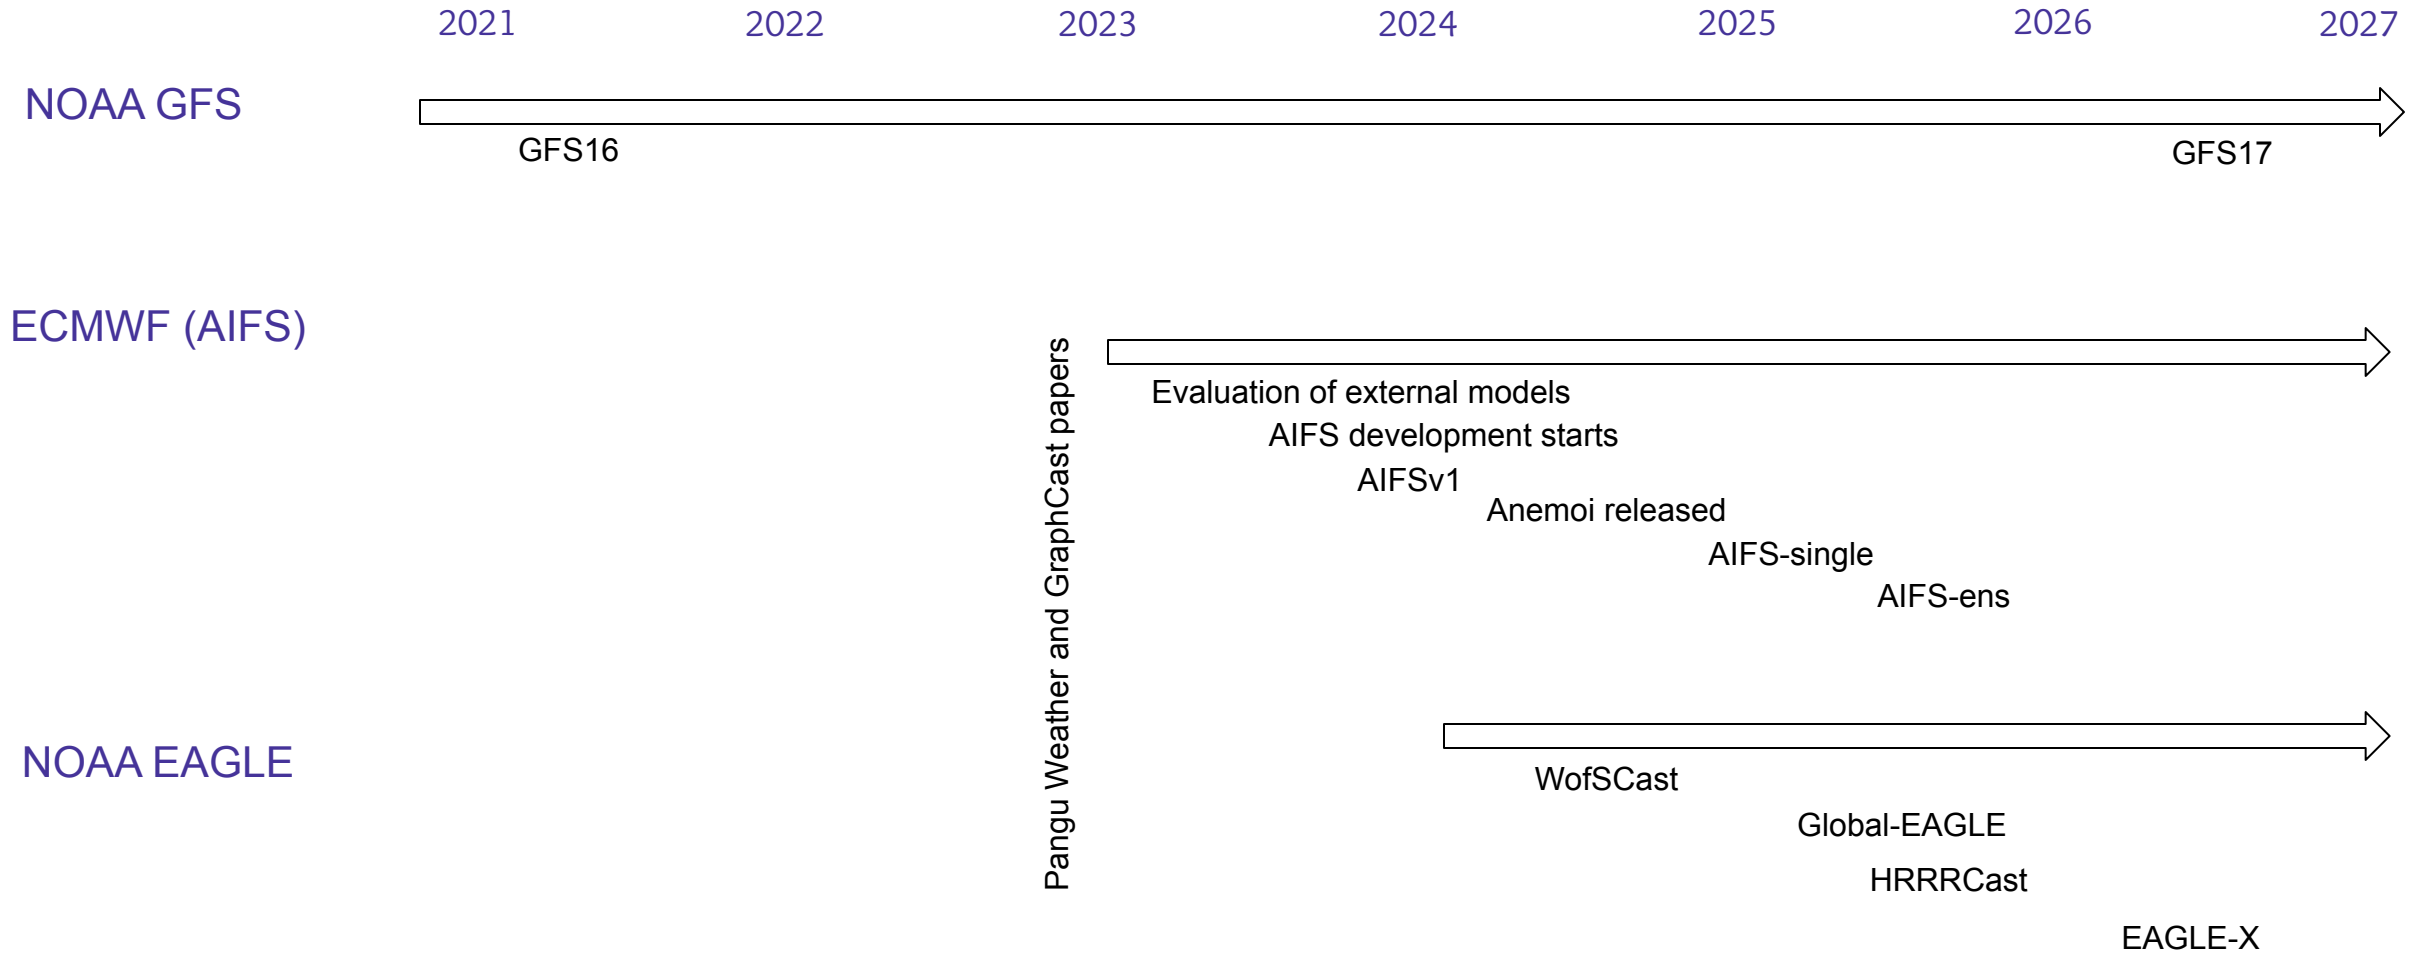 2021 2022 2023 2024 2025 2026 2027
NOAA GFS
GFS16 GFS17
ECMWF (AIFS)
Pangu Weather and GraphCast papers
Evaluation of external models
AIFS development starts
AIFSv1
Anemoi released
AIFS-single
AIFS-ens
NOAA EAGLE
WofSCast
Global-EAGLE
HRRRCast
EAGLE-X